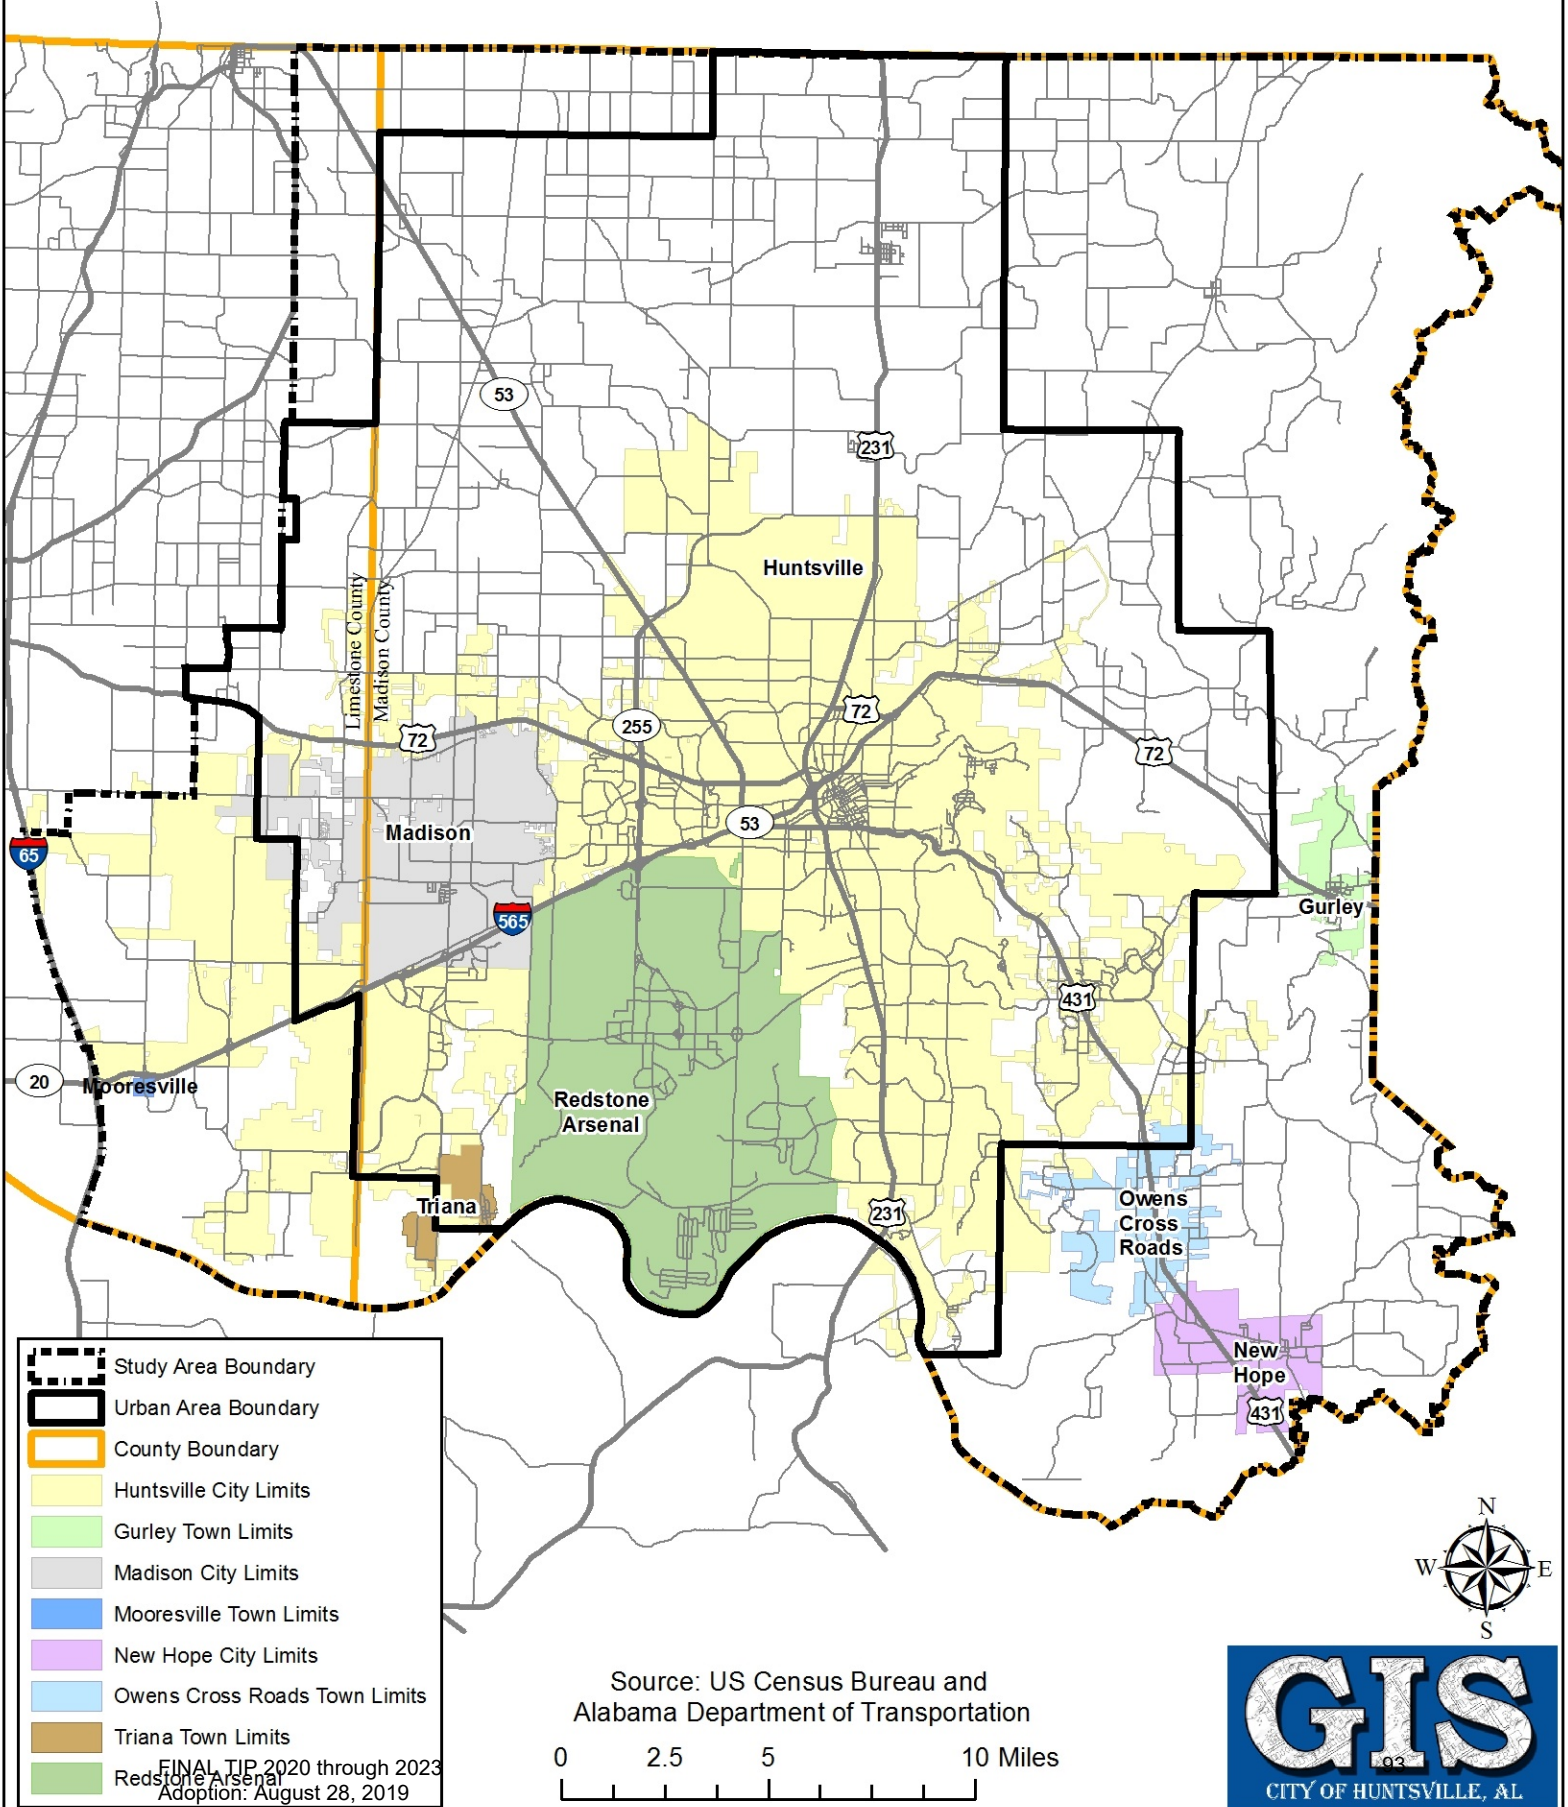 53
231
Huntsville
Limestone County
Madison County
72
255
72
72
Madison
53
65
565
Gurley
431
20
Mooresville
Redstone
Arsenal
Triana
231
Owens
Cross
Roads
New
Hope
431
Study Area Boundary
Urban Area Boundary
County Boundary
Huntsville City Limits
Gurley Town Limits
Madison City Limits
Mooresville Town Limits
New Hope City Limits
Owens Cross Roads Town Limits
Triana Town Limits
Redstone Arsenal
FINAL TIP 2020 through 2023
Adoption: August 28, 2019
Source: US Census Bureau and
Alabama Department of Transportation
0 2.5 5 10 Miles
N
W E
S
GIS
93
CITY OF HUNTSVILLE, AL